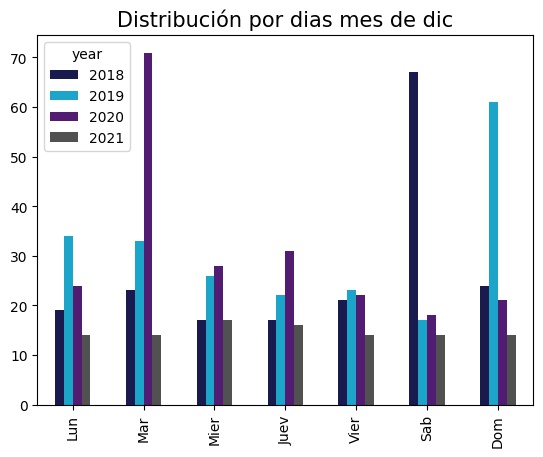 Distribución por dias mes de dic
year
2018
2019
2020
2021
70
60
50
40
30
20
10
0
Lun
Mar
Mier
Juev
Vier
Sab
Dom